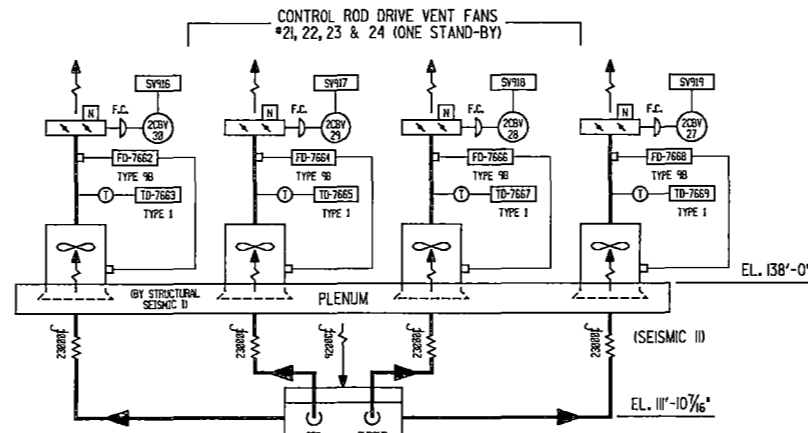 CONTROL ROD DRIVE VENT FANS
#21, 22, 23 & 24 (ONE STAND-BY)
SV916
SV917
SV918
SV919
N
F.C.
2CBV
30
N
F.C.
2CBV
29
N
F.C.
2CBV
28
N
F.C.
2CBV
27
FD-7662
TYPE 9B
FD-7664
TYPE 9B
FD-7666
TYPE 9B
FD-7668
TYPE 9B
T
TD-7663
TYPE 1
T
TD-7665
TYPE 1
T
TD-7667
TYPE 1
T
TD-7669
TYPE 1
EL. 138'-0"
(BY STRUCTURAL
SEISMIC I)
PLENUM
(SEISMIC II)
EL. 111'-10 7/16"